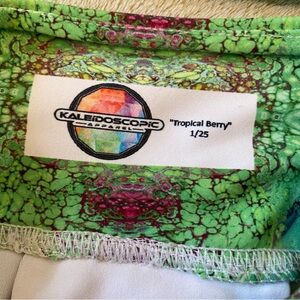 KALEIDOSCOPIC
APPAREL
"Tropical Berry"
1/25